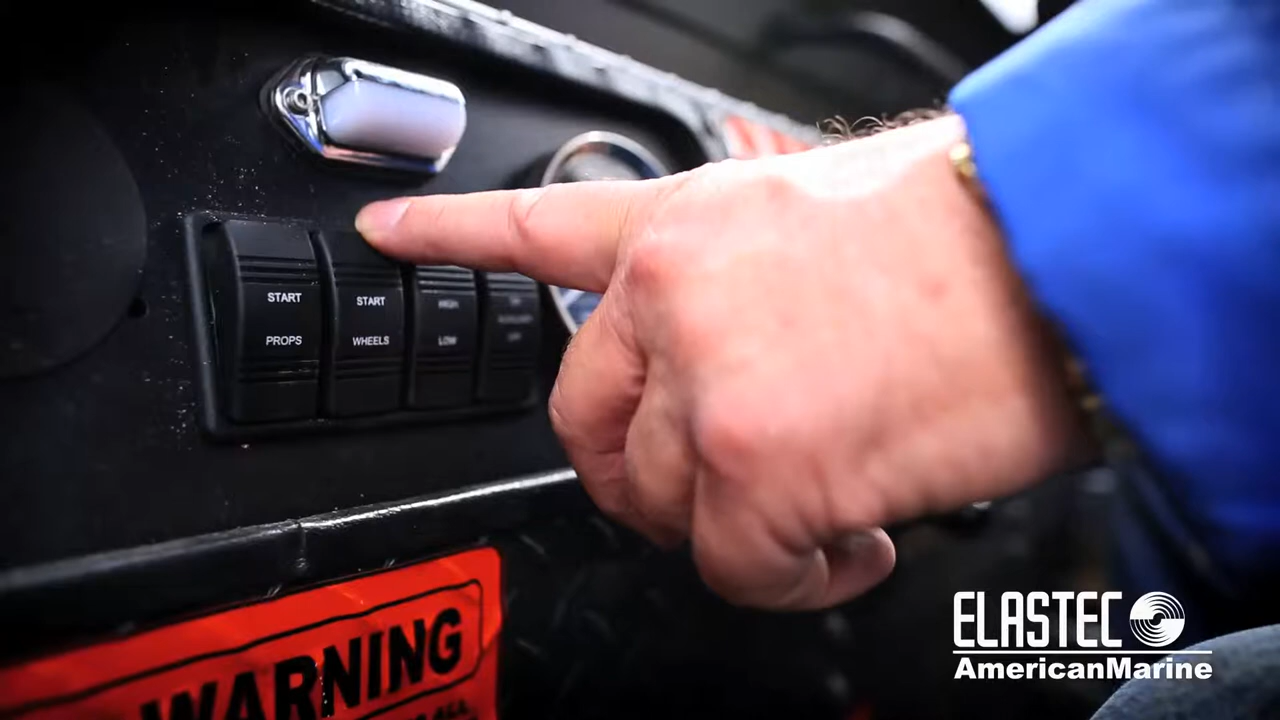 START
PROPS
START
WHEELS
HIGH
LOW
WARNING
ELASTEC
AmericanMarine